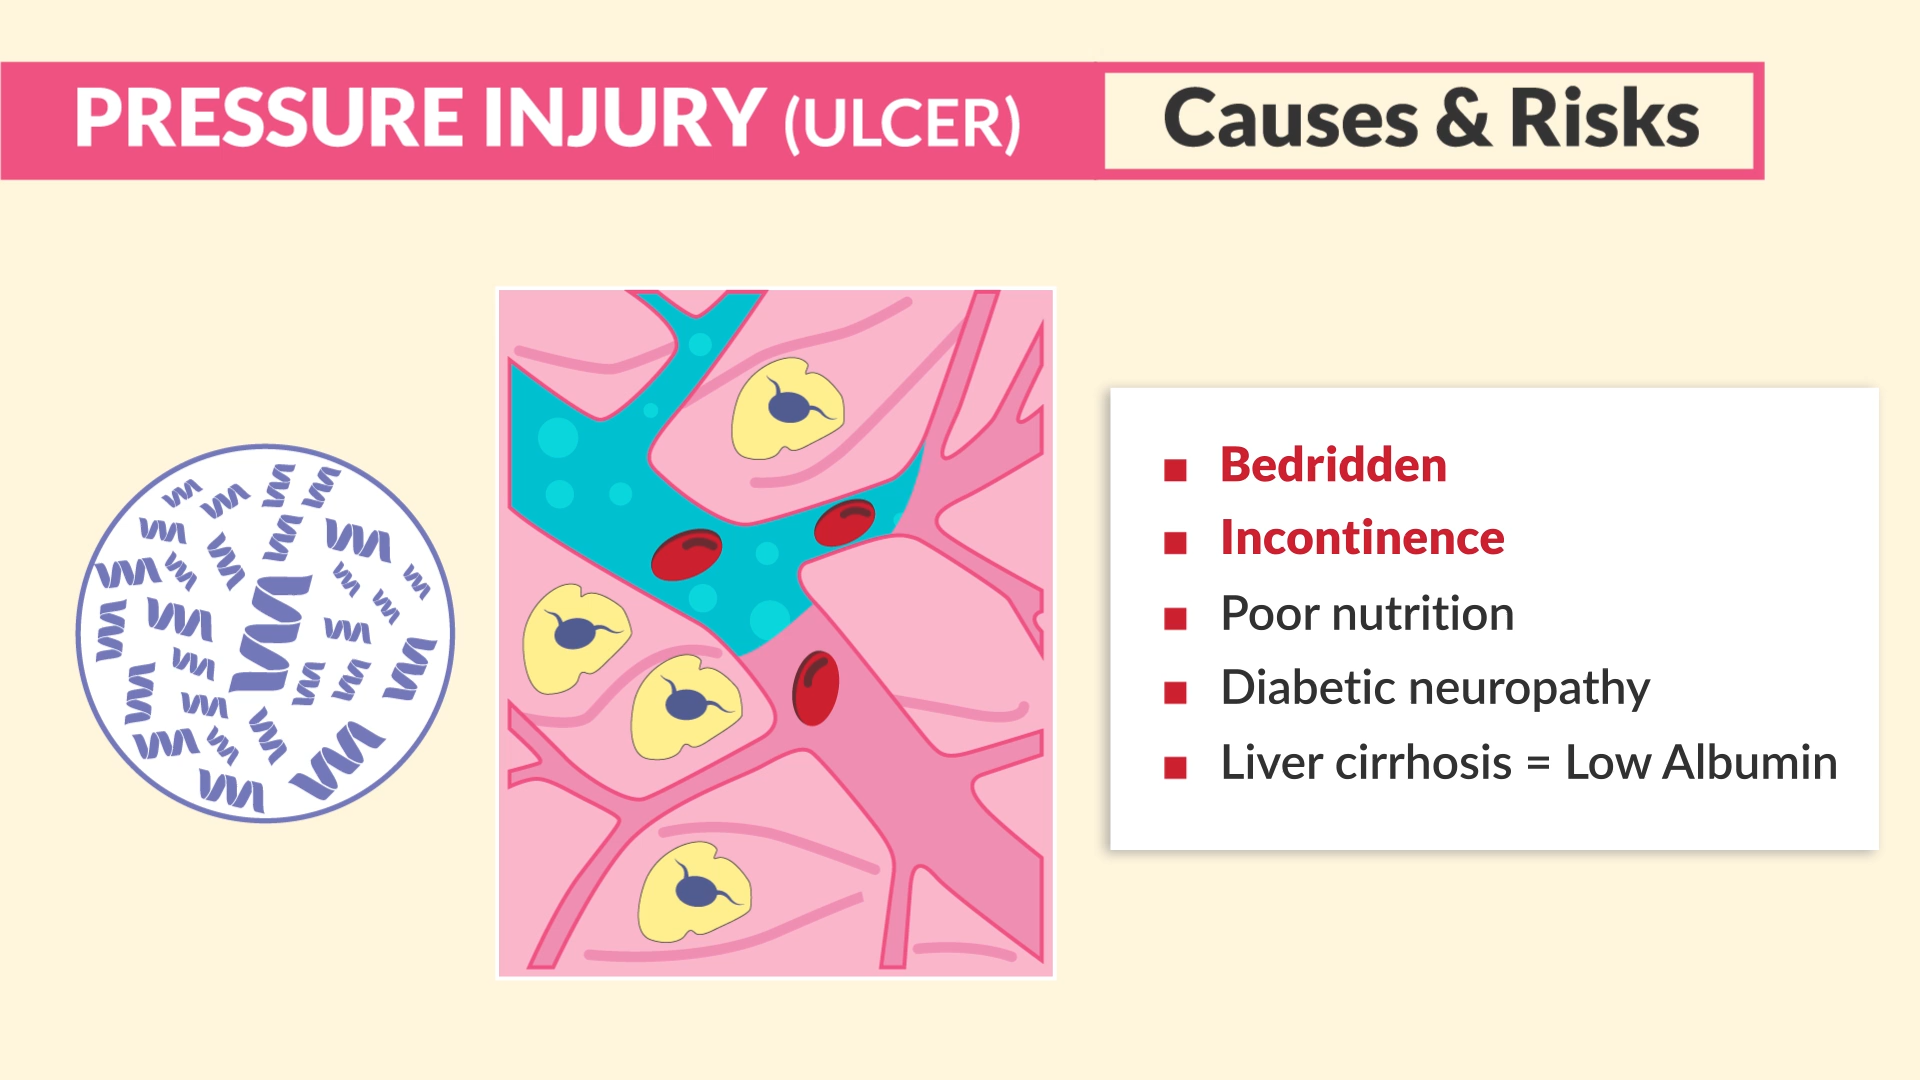 PRESSURE INJURY (ULCER)
Causes & Risks
Bedridden
Incontinence
Poor nutrition
Diabetic neuropathy
Liver cirrhosis = Low Albumin